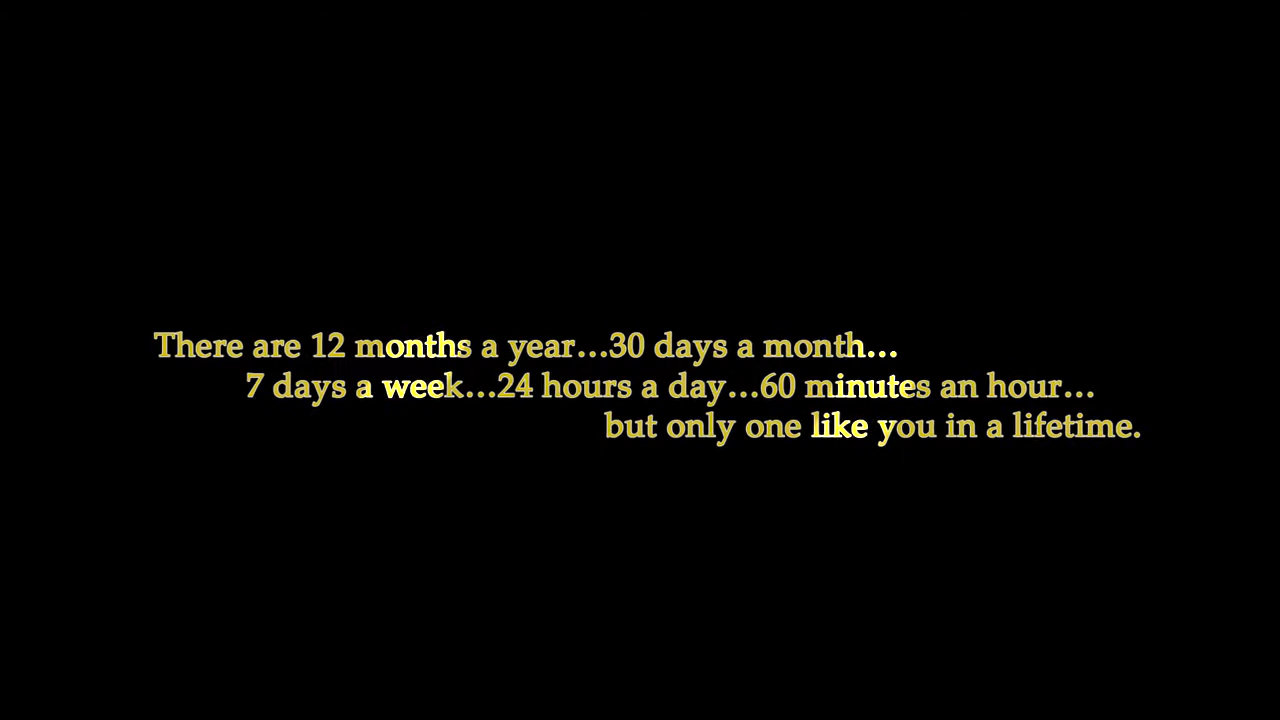 There are 12 months a year...30 days a month...
7 days a week...24 hours a day...60 minutes an hour...
but only one like you in a lifetime.